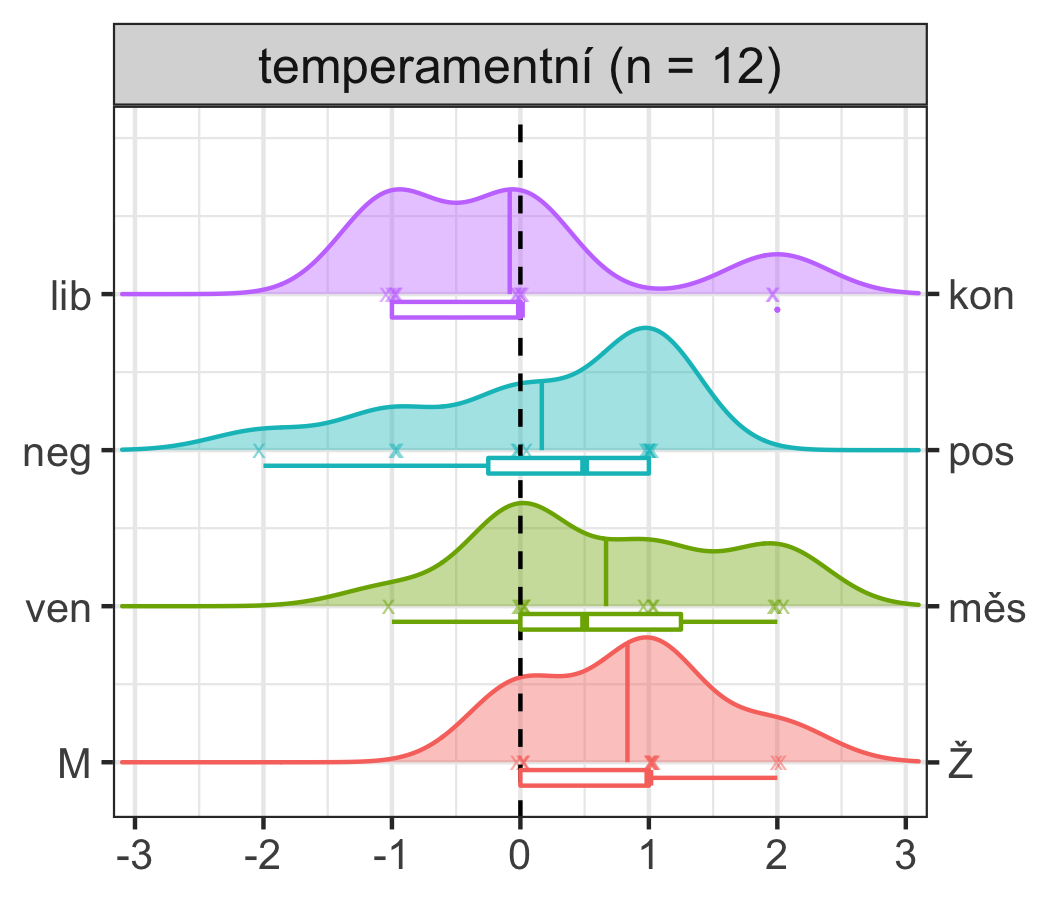 temperamentní (n = 12)
lib kon
neg pos
ven měs
M Ž
-3 -2 -1 0 1 2 3